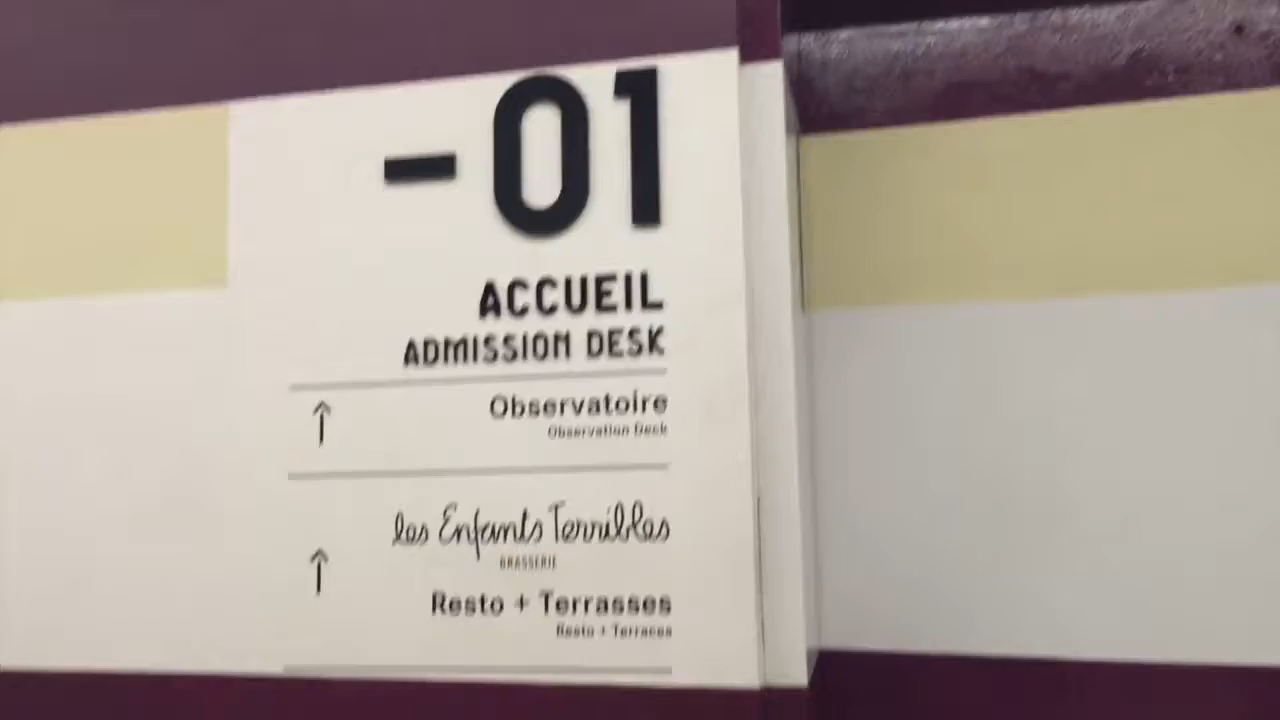 -01
ACCUEIL
ADMISSION DESK
Observatoire
Observation Deck
les Enfants Terribles
BRASSERIE
Resto + Terrasses
Resto + Terraces